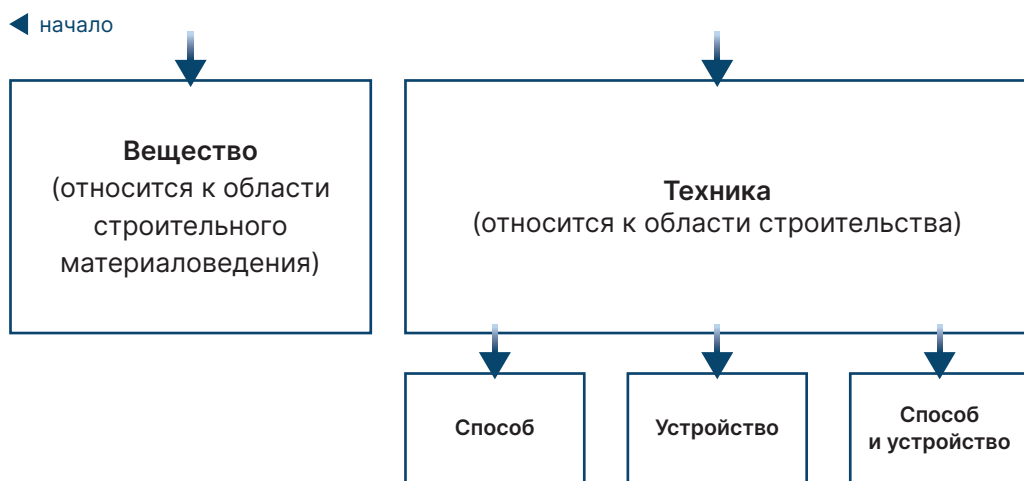 начало
Вещество
(относится к области
строительного
материаловедения)
Техника
(относится к области строительства)
Способ
Устройство
Способ
и устройство